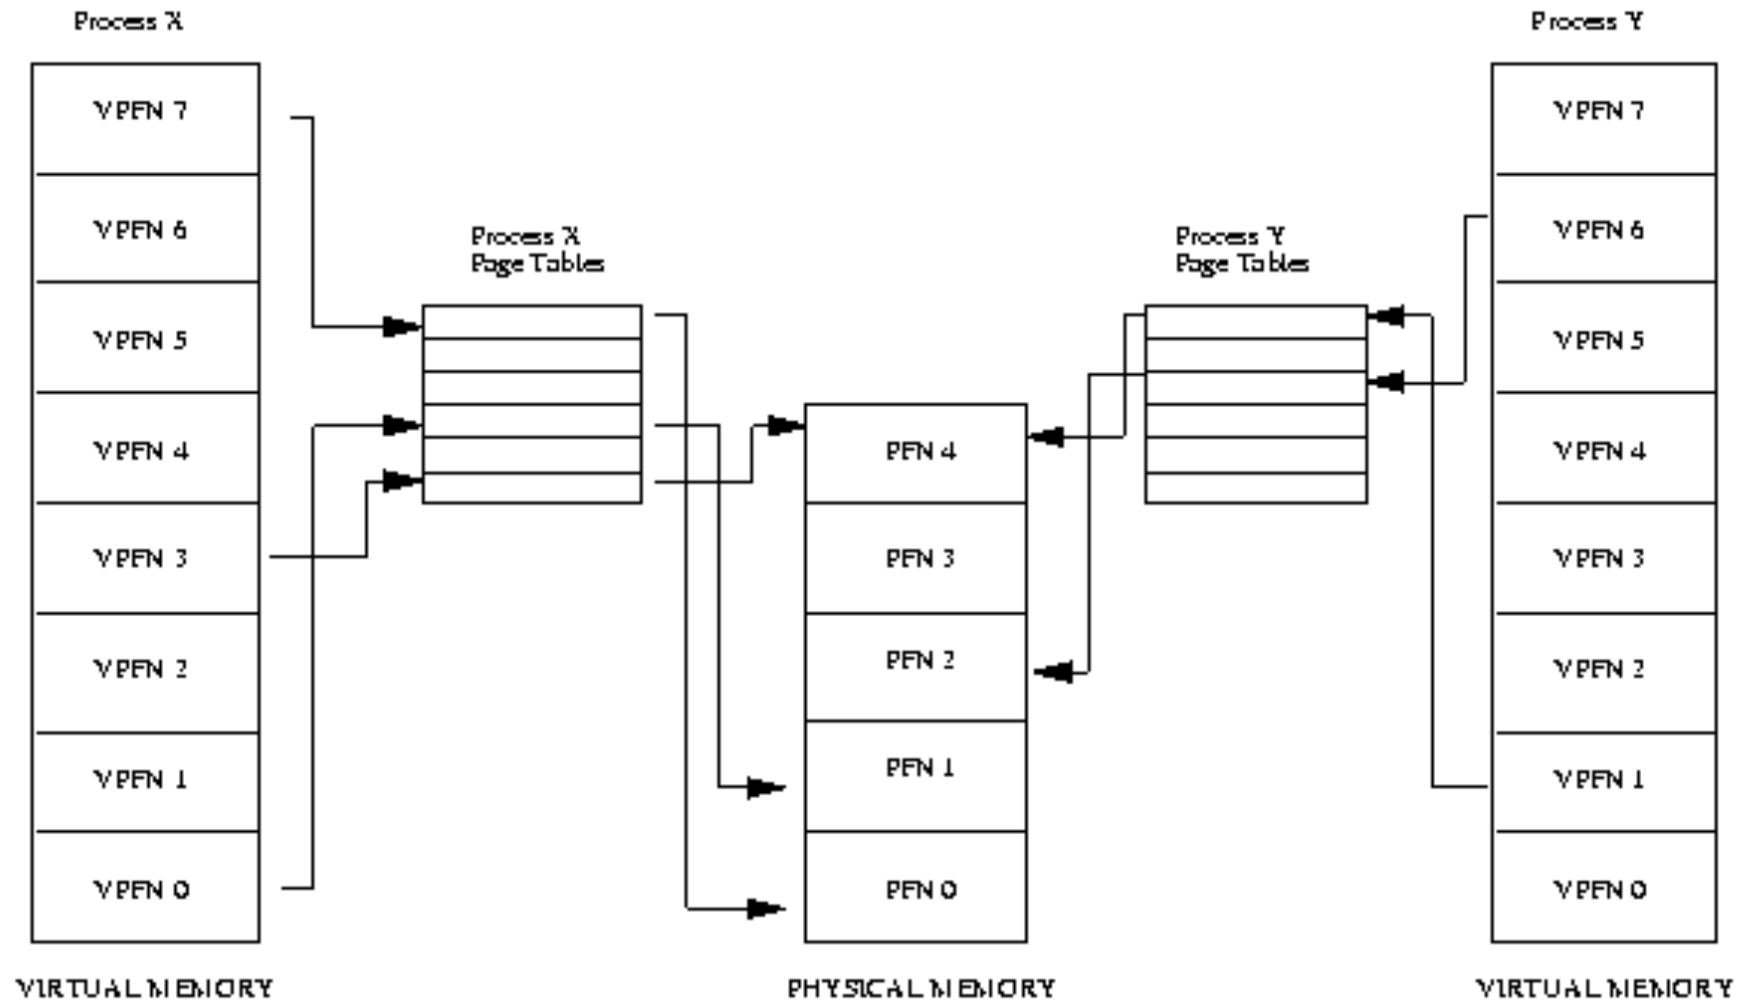 Process X
Process Y
VPFN 7
VPFN 6
VPFN 5
VPFN 4
VPFN 3
VPFN 2
VPFN 1
VPFN 0
VIRTUAL MEMORY
Process X
Page Tables
PFN 4
PFN 3
PFN 2
PFN 1
PFN 0
PHYSICAL MEMORY
Process Y
Page Tables
VPFN 7
VPFN 6
VPFN 5
VPFN 4
VPFN 3
VPFN 2
VPFN 1
VPFN 0
VIRTUAL MEMORY